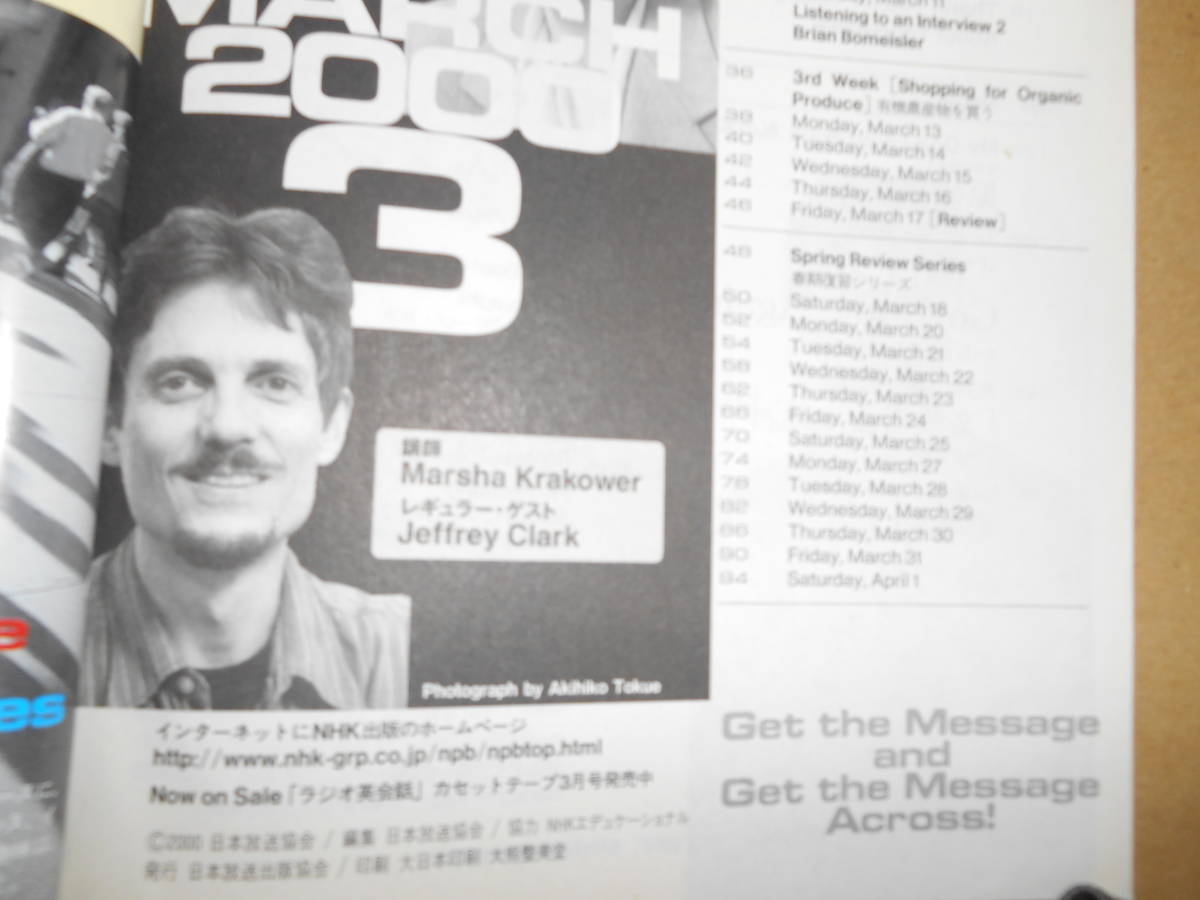 MARCH
2000
3
講師
Marsha Krakower
レギュラー・ゲスト
Jeffrey Clark
Photograph by Akihiko Tokue
インターネットにNHK出版のホームページ
http://www.nhk-grp.co.jp/npb/npbtop.html
Now on Sale「ラジオ英会話」カセットテープ3月号発売中
©2000 日本放送協会 / 編集 日本放送協会 / 協力 NHKエデュケーショナル
発行 日本放送出版協会 / 印刷 大日本印刷 大熊整美堂
March 11
Listening to an Interview 2
Brian Bomeisler
36 3rd Week [Shopping for Organic
Produce] 有機農産物を買う
38 Monday, March 13
40 Tuesday, March 14
42 Wednesday, March 15
44 Thursday, March 16
46 Friday, March 17 [Review]
48 Spring Review Series
春期復習シリーズ
50 Saturday, March 18
52 Monday, March 20
54 Tuesday, March 21
58 Wednesday, March 22
62 Thursday, March 23
66 Friday, March 24
70 Saturday, March 25
74 Monday, March 27
78 Tuesday, March 28
82 Wednesday, March 29
86 Thursday, March 30
90 Friday, March 31
94 Saturday, April 1
Get the Message
and
Get the Message
Across!
e
es